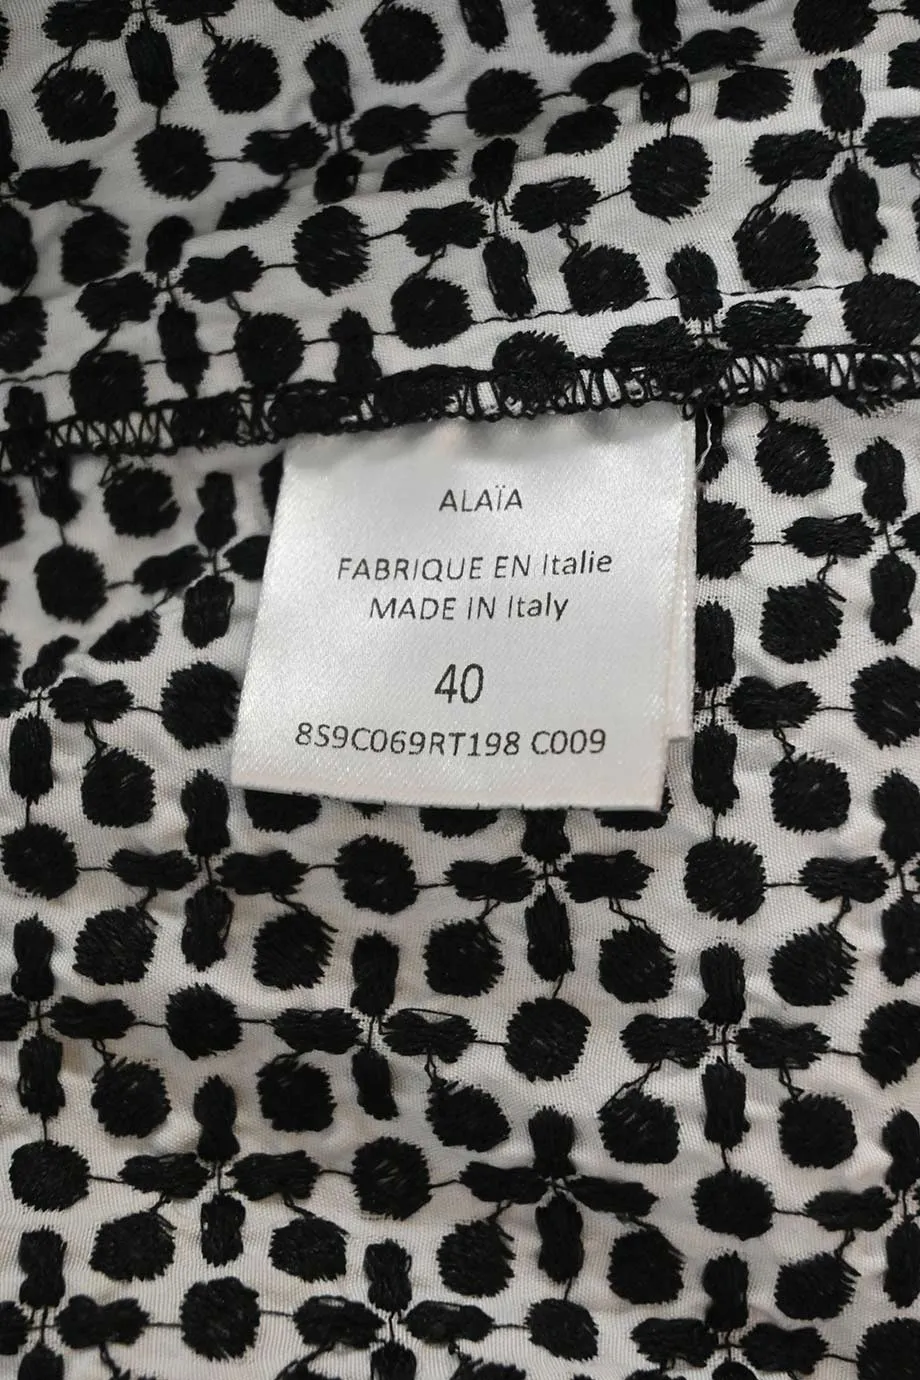 ALAÏA
FABRIQUE EN Italie
MADE IN Italy
40
8S9C069RT198 C009